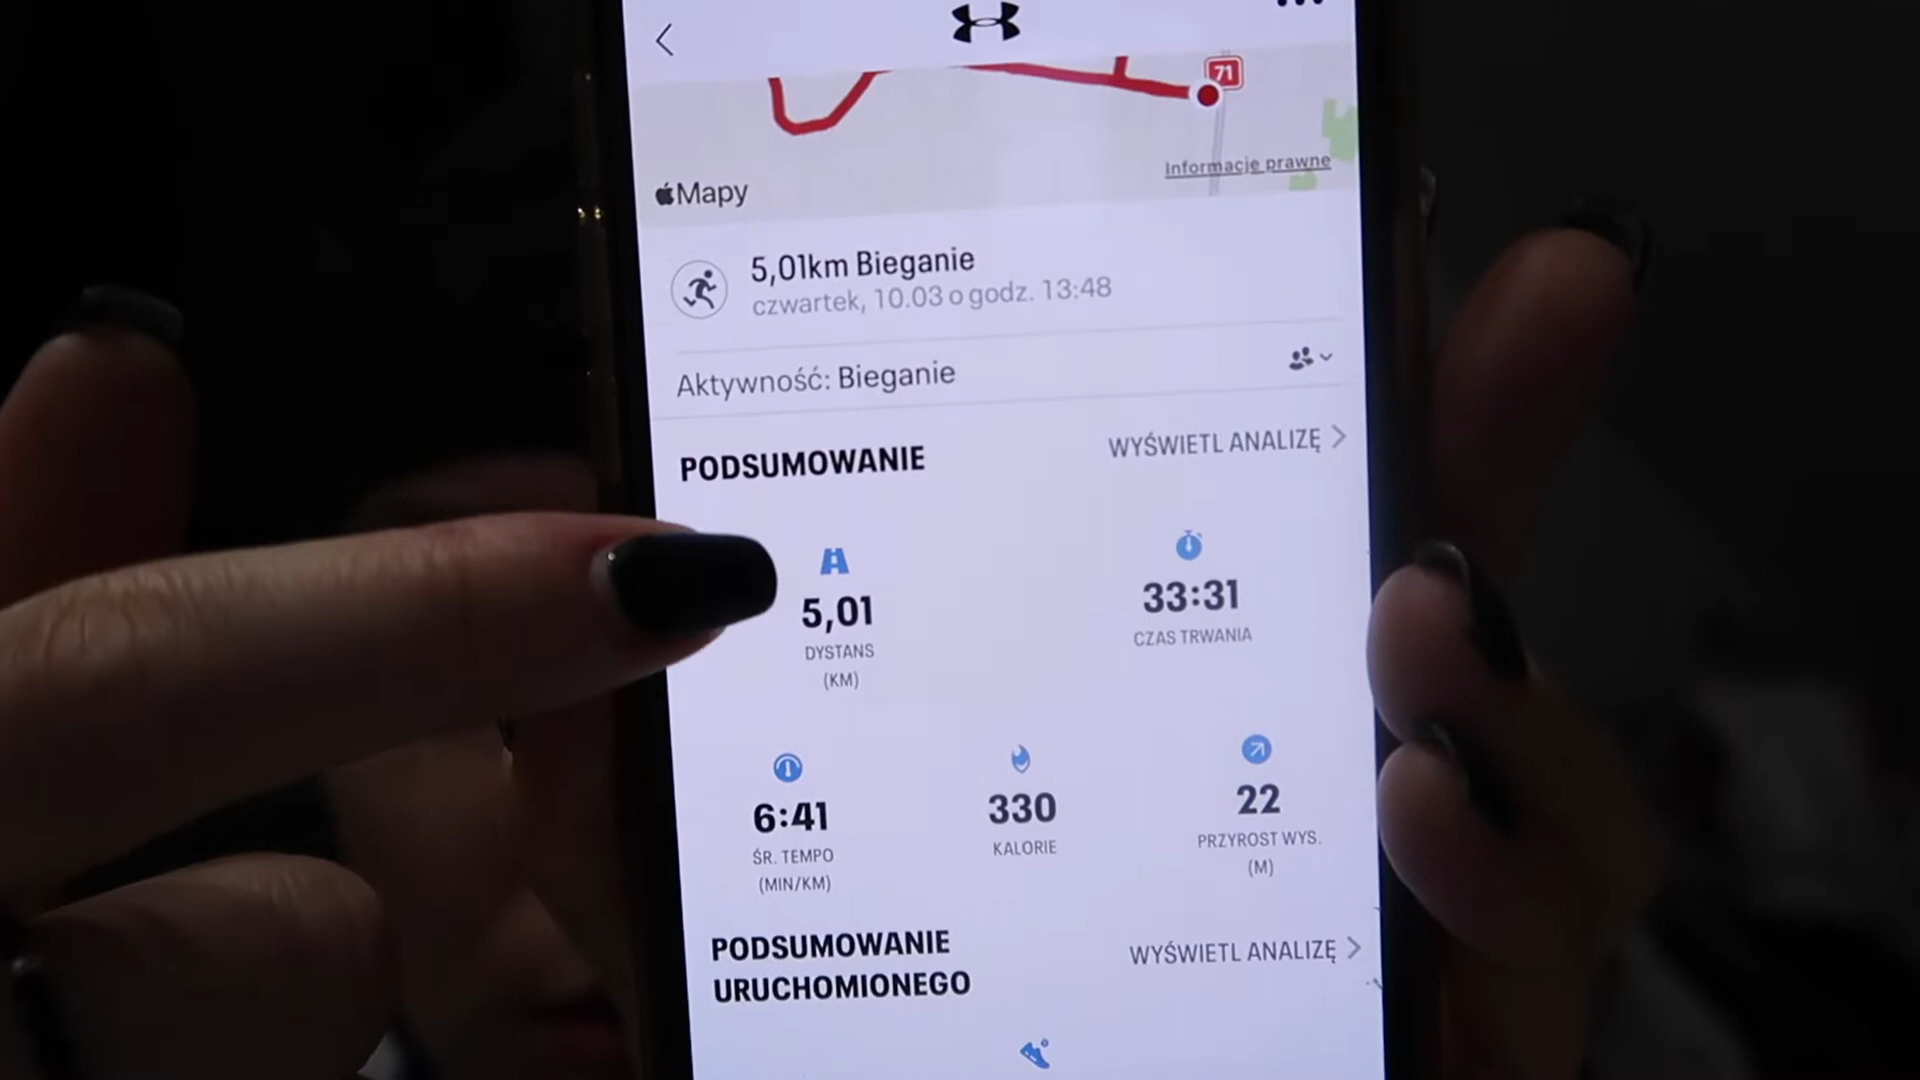 71
Informacje prawne
Mapy
5,01km Bieganie
czwartek, 10.03 o godz. 13:48
Aktywność: Bieganie
PODSUMOWANIE
WYŚWIETL ANALIZĘ
5,01
DYSTANS
(KM)
33:31
CZAS TRWANIA
6:41
ŚR. TEMPO
(MIN/KM)
330
KALORIE
22
PRZYROST WYS.
(M)
PODSUMOWANIE
URUCHOMIONEGO
WYŚWIETL ANALIZĘ